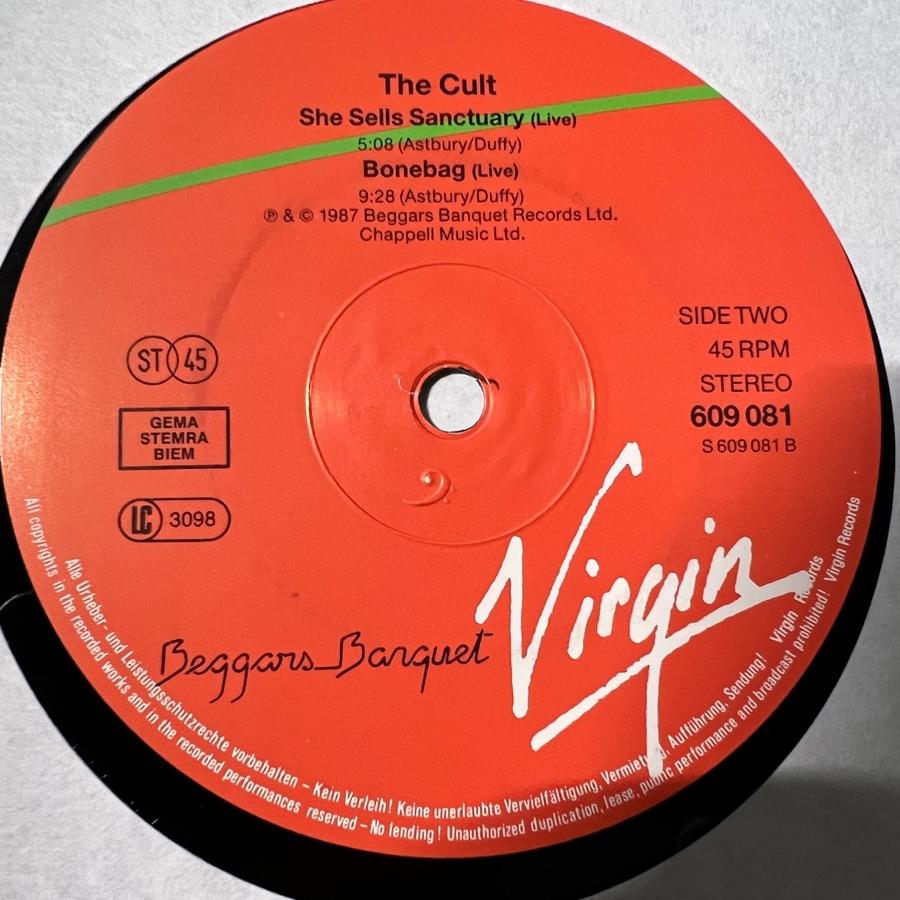 The Cult
She Sells Sanctuary (Live)
5:08 (Astbury/Duffy)
Bonebag (Live)
9:28 (Astbury/Duffy)
℗ & © 1987 Beggars Banquet Records Ltd.
Chappell Music Ltd.
SIDE TWO
45 RPM
STEREO
609 081
S 609 081 B
ST 45
GEMA
STEMRA
BIEM
LC 3098
Beggars Banquet
Virgin
Alle Urheber- und Leistungsschutzrechte vorbehalten – Kein Verleih! Keine unerlaubte Vervielfältigung, Vermietung, Aufführung, Sendung! Virgin Records
All copyrights in the recorded works and in the recorded performances reserved – No lending! Unauthorized duplication, lease, public performance and broadcast prohibited! Virgin Records